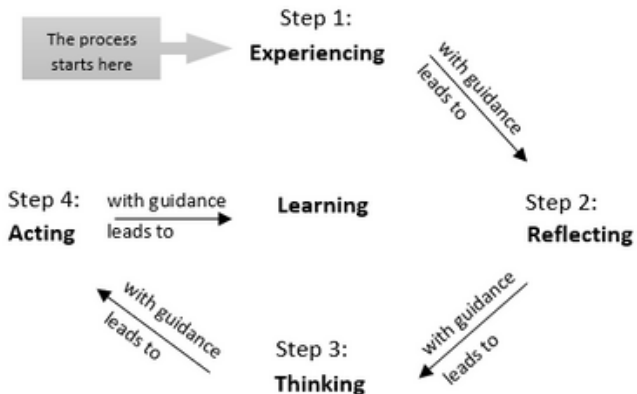 The process
starts here
Step 1:
Experiencing
with guidance
leads to
Step 2:
Reflecting
with guidance
leads to
Step 3:
Thinking
with guidance
leads to
Step 4:
Acting
with guidance
leads to
Learning